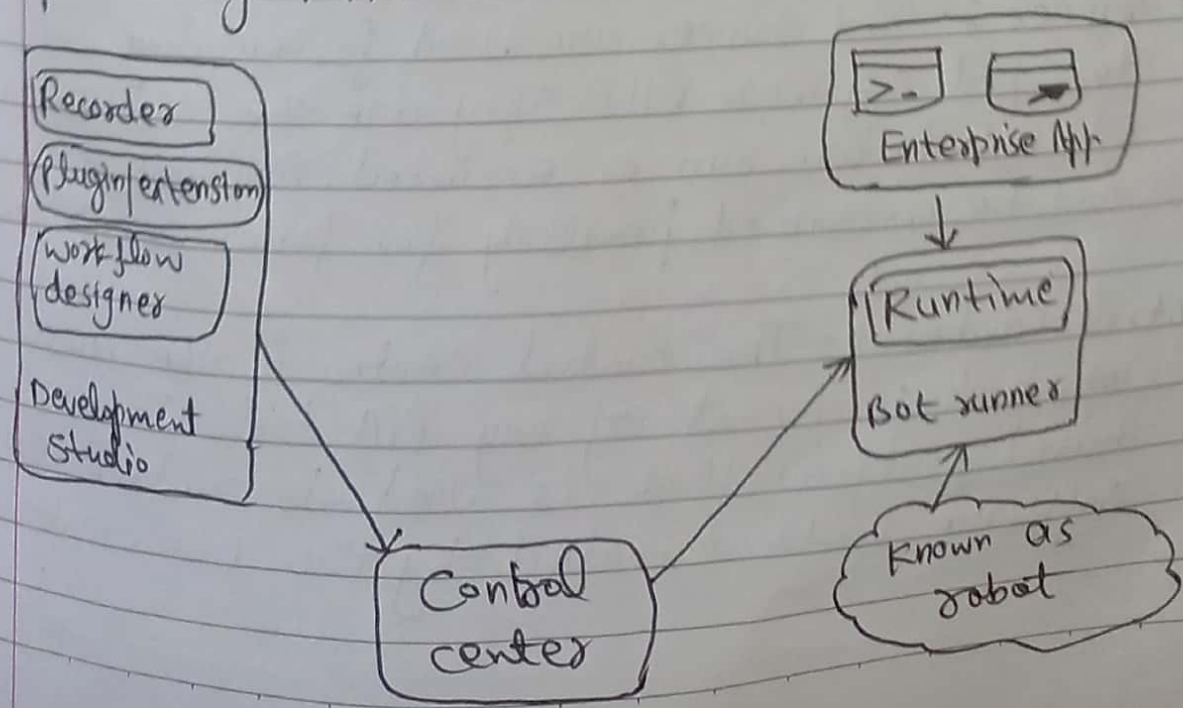 Recorder
Plugin/extension
Workflow
designer
Development
Studio
>_
Enterprise App
Runtime
Bot runner
Known as
robot
Control
center